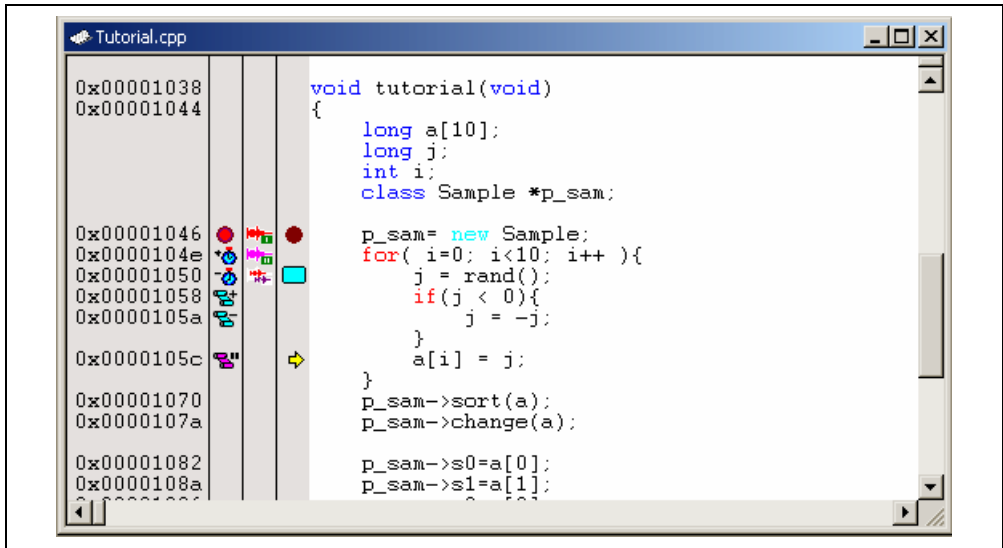 Tutorial.cpp
0x00001038 void tutorial(void)
0x00001044 {
long a[10];
long j;
int i;
class Sample *p_sam;
0x00001046 p_sam= new Sample;
0x0000104e for( i=0; i<10; i++ ){
0x00001050 j = rand();
0x00001058 if(j < 0){
0x0000105a j = -j;
}
0x0000105c a[i] = j;
}
0x00001070 p_sam->sort(a);
0x0000107a p_sam->change(a);
0x00001082 p_sam->s0=a[0];
0x0000108a p_sam->s1=a[1];